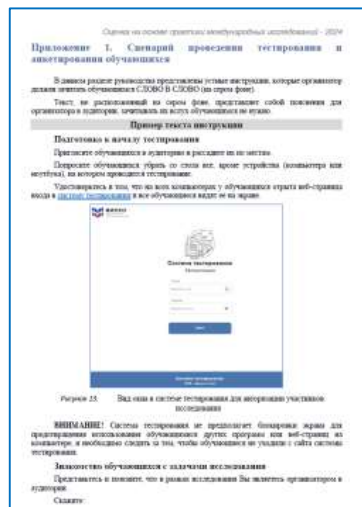 Оценка на основе практики международных исследований - 2024
Приложение 1. Сценарий проведения тестирования и
анкетирования обучающихся
В данном разделе руководства представлены устные инструкции, которые организатор
должен зачитать обучающимся СЛОВО В СЛОВО (на сером фоне).
Текст, не расположенный на сером фоне, представляет собой пояснения для
организатора в аудитории, зачитывать их вслух обучающимся не нужно.
Пример текста инструкции
Подготовка к началу тестирования
Пригласите обучающихся в аудиторию и рассадите их по местам.
Попросите обучающихся убрать со стола все, кроме устройства (компьютера или
ноутбука), на котором проводится тестирование.
Удостоверьтесь в том, что на всех компьютерах у обучающихся открыта веб-страница
входа в систему тестирования и все обучающиеся видят ее на экране.
Система тестирования
Рисунок 15. Вид окна в системе тестирования для авторизации участников
исследования
ВНИМАНИЕ! Система тестирования не предполагает блокировки экрана для
предотвращения использования обучающимися других программ или веб-страниц на
компьютере, и необходимо следить за тем, чтобы обучающиеся не уходили с сайта системы
тестирования.
Знакомство обучающихся с задачами исследования
Представьтесь и поясните, что в рамках исследования Вы являетесь организатором в
аудитории.
Скажите: